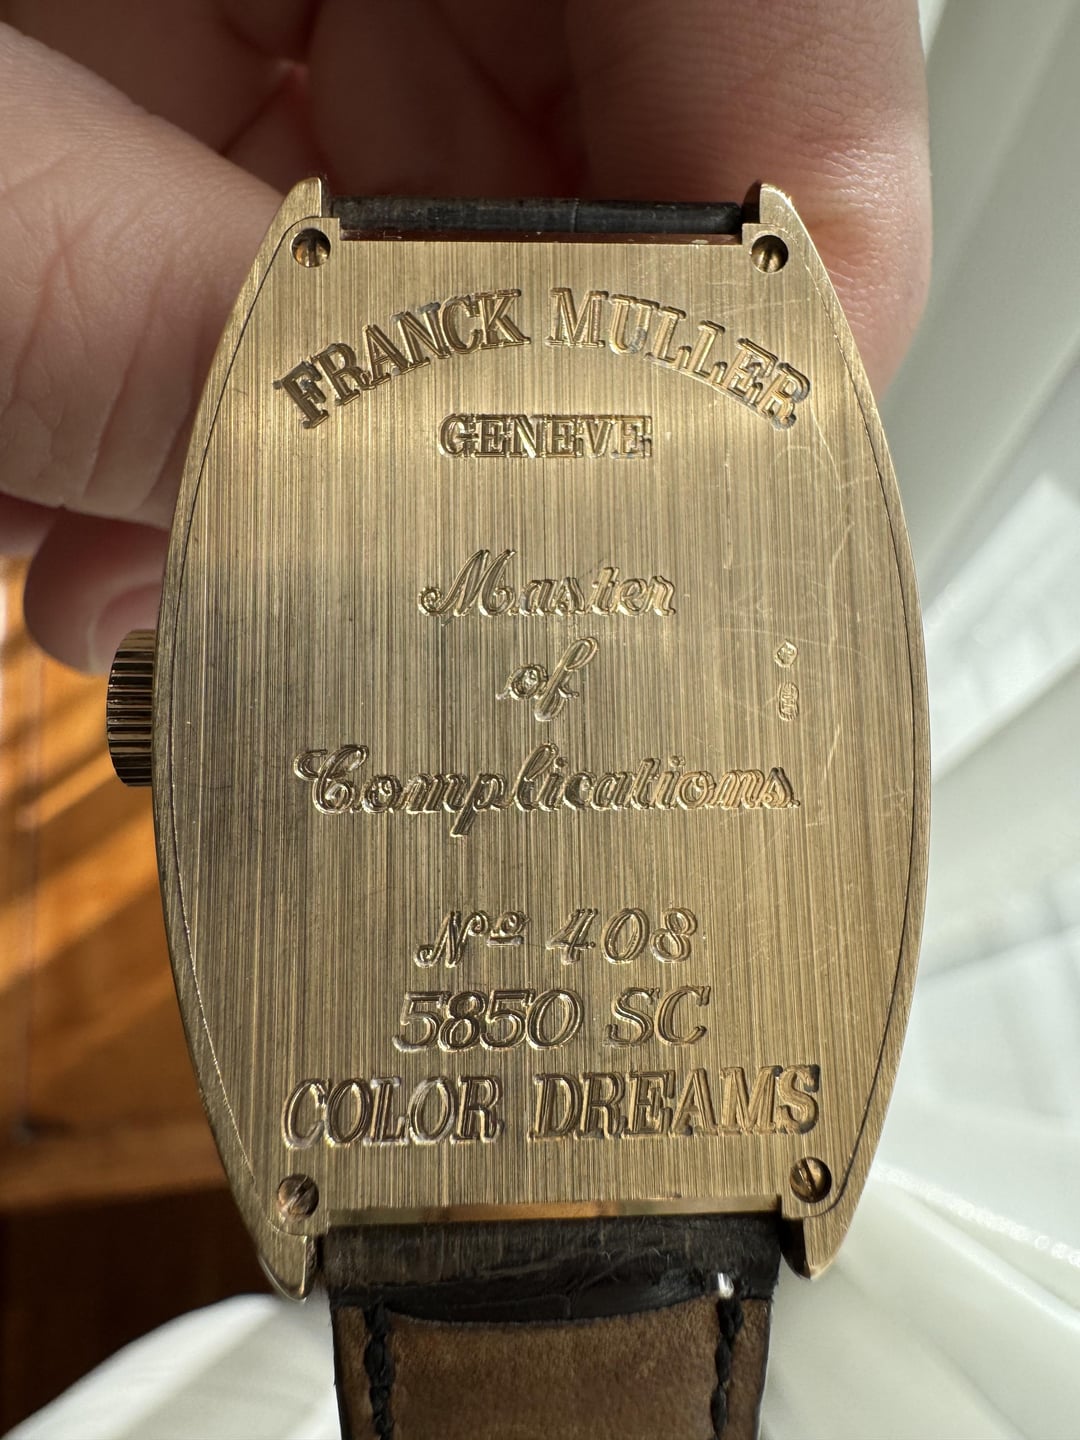 FRANCK MULLER
GENEVE
Master
of
Complications
Nº 408
5850 SC
COLOR DREAMS